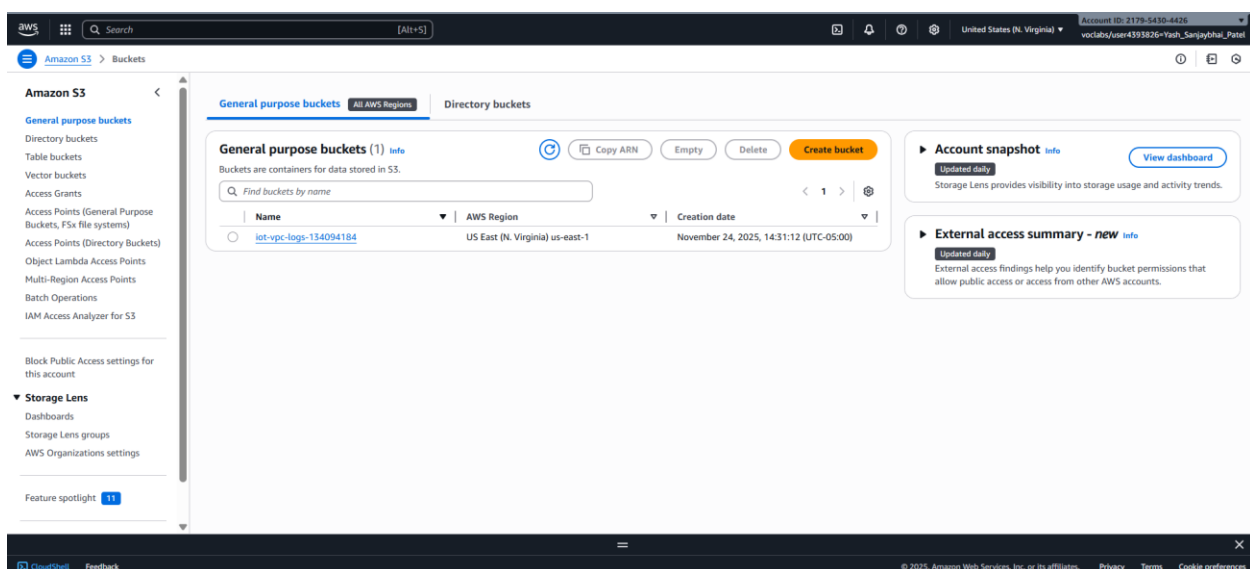 aws
Search [Alt+S]
United States (N. Virginia) ▼
Account ID: 2179-5430-4426 ▼
voclabs/user4393826=Yash_Sanjaybhai_Patel
Amazon S3 > Buckets
Amazon S3
General purpose buckets
Directory buckets
Table buckets
Vector buckets
Access Grants
Access Points (General Purpose
Buckets, FSx file systems)
Access Points (Directory Buckets)
Object Lambda Access Points
Multi-Region Access Points
Batch Operations
IAM Access Analyzer for S3
Block Public Access settings for
this account
Storage Lens
Dashboards
Storage Lens groups
AWS Organizations settings
Feature spotlight 11
General purpose buckets All AWS Regions Directory buckets
General purpose buckets (1) Info Copy ARN Empty Delete Create bucket
Buckets are containers for data stored in S3.
Find buckets by name < 1 >
Name AWS Region Creation date
iot-vpc-logs-134094184 US East (N. Virginia) us-east-1 November 24, 2025, 14:31:12 (UTC-05:00)
Account snapshot Info View dashboard
Updated daily
Storage Lens provides visibility into storage usage and activity trends.
External access summary - new Info
Updated daily
External access findings help you identify bucket permissions that
allow public access or access from other AWS accounts.
CloudShell Feedback © 2025, Amazon Web Services, Inc. or its affiliates. Privacy Terms Cookie preferences